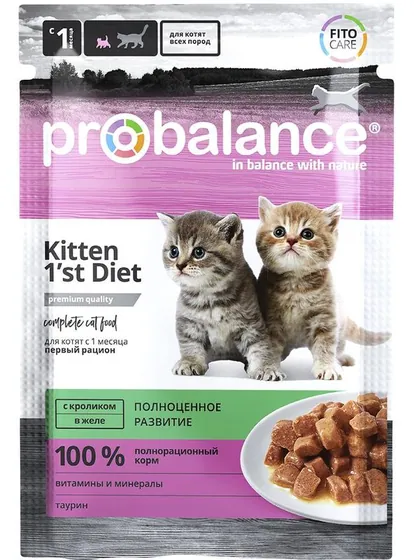 с 1 месяца
для котят
всех пород
FITO
CARE
probalance®
in balance with nature
Kitten
1'st Diet
premium quality
complete cat food
для котят с 1 месяца
первый рацион
с кроликом
в желе
ПОЛНОЦЕННОЕ
РАЗВИТИЕ
100 %
полнорационный
корм
витамины и минералы
таурин